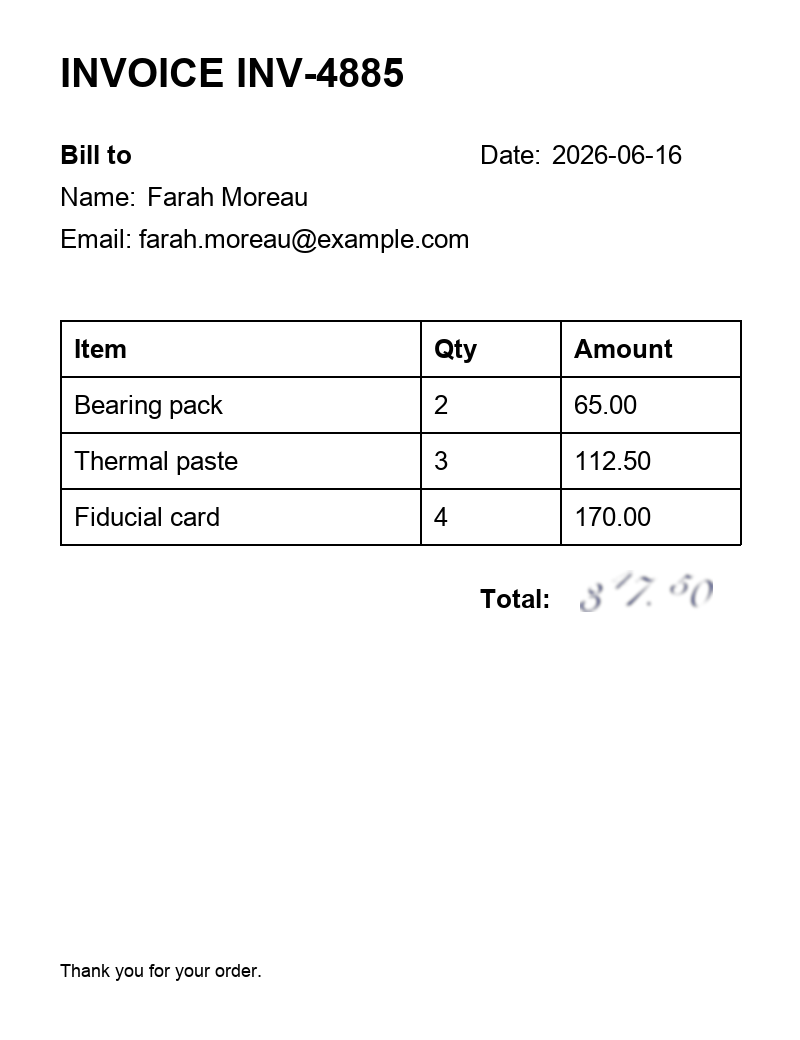 INVOICE INV-4885
Bill to
Date: 2026-06-16
Name: Farah Moreau
Email: farah.moreau@example.com
Item Qty Amount
Bearing pack 2 65.00
Thermal paste 3 112.50
Fiducial card 4 170.00
Total:
Thank you for your order.